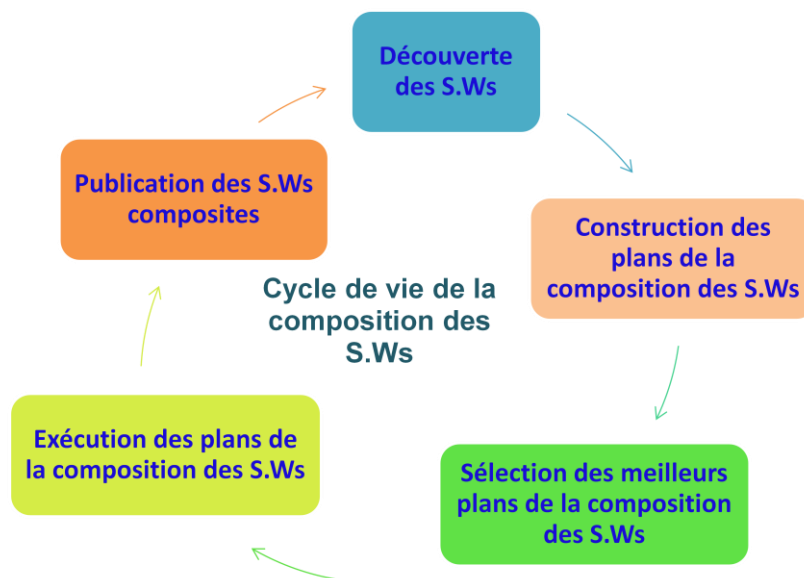 Découverte
des S.Ws
Publication des S.Ws
composites
Construction des
plans de la
composition des S.Ws
Cycle de vie de la
composition des
S.Ws
Exécution des plans de
la composition des S.Ws
Sélection des meilleurs
plans de la composition
des S.Ws